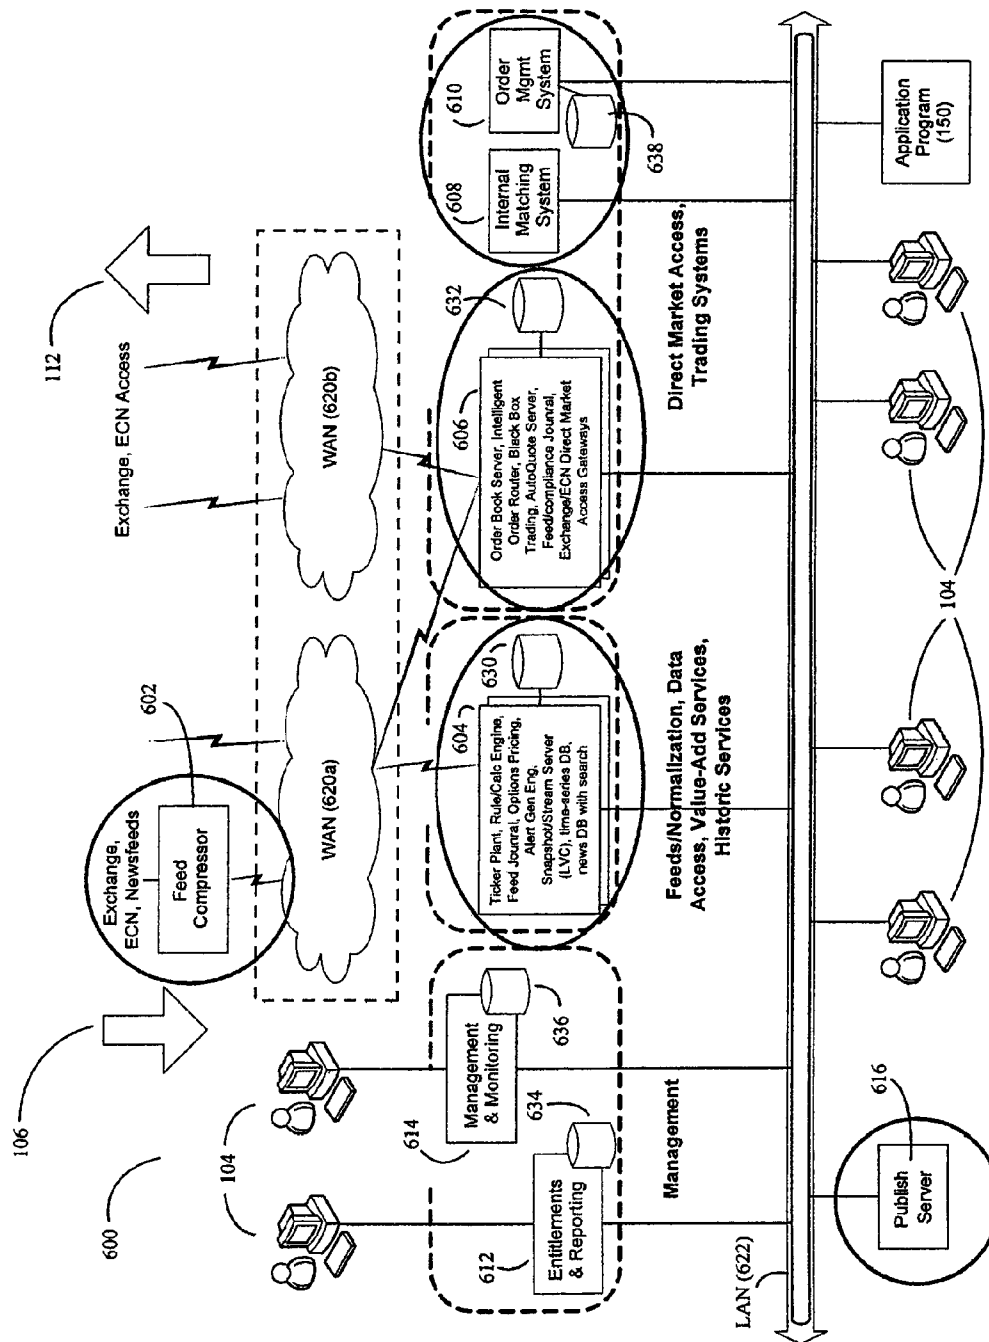 106
600
104
Exchange,
ECN, Newsfeeds
602
Feed
Compressor
Exchange, ECN Access
112
WAN (620a)
WAN (620b)
614
Management
& Monitoring
636
612
Entitlements
& Reporting
634
Management
604
Ticker Plant, Rule/Calc Engine,
Feed Jounral, Options Pricing,
Alert Gen Eng,
Snapshot/Stream Server
(LVC), time-series DB,
news DB with search
630
Feeds/Normalization, Data
Access, Value-Add Services,
Historic Services
606
Order Book Server, Intelligent
Order Router, Black Box
Trading, AutoQuote Server,
Feed/compliance Jounral,
Exchange/ECN Direct Market
Access Gateways
632
608
Internal
Matching
System
610
Order
Mgmt
System
638
Direct Market Access,
Trading Systems
LAN (622)
616
Publish
Server
104
Application
Program
(150)